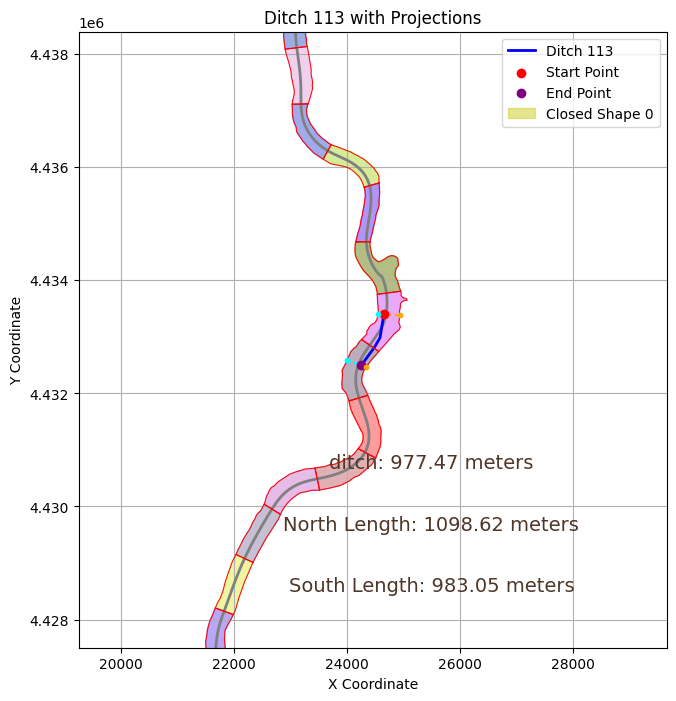 Ditch 113 with Projections
1e6
Ditch 113
Start Point
End Point
Closed Shape 0
4.438
4.436
4.434
4.432
4.430
4.428
Y Coordinate
ditch: 977.47 meters
North Length: 1098.62 meters
South Length: 983.05 meters
20000 22000 24000 26000 28000
X Coordinate